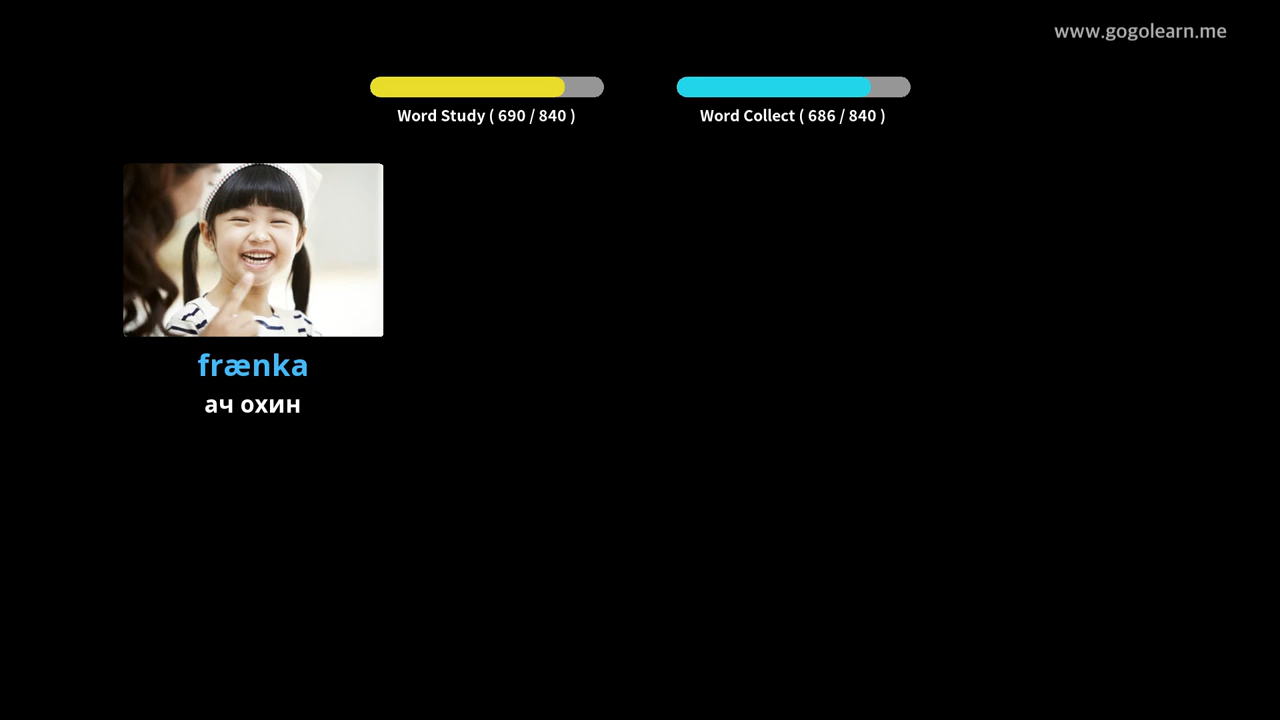 www.gogolearn.me
Word Study ( 690 / 840 )
Word Collect ( 686 / 840 )
frænka
ач охин